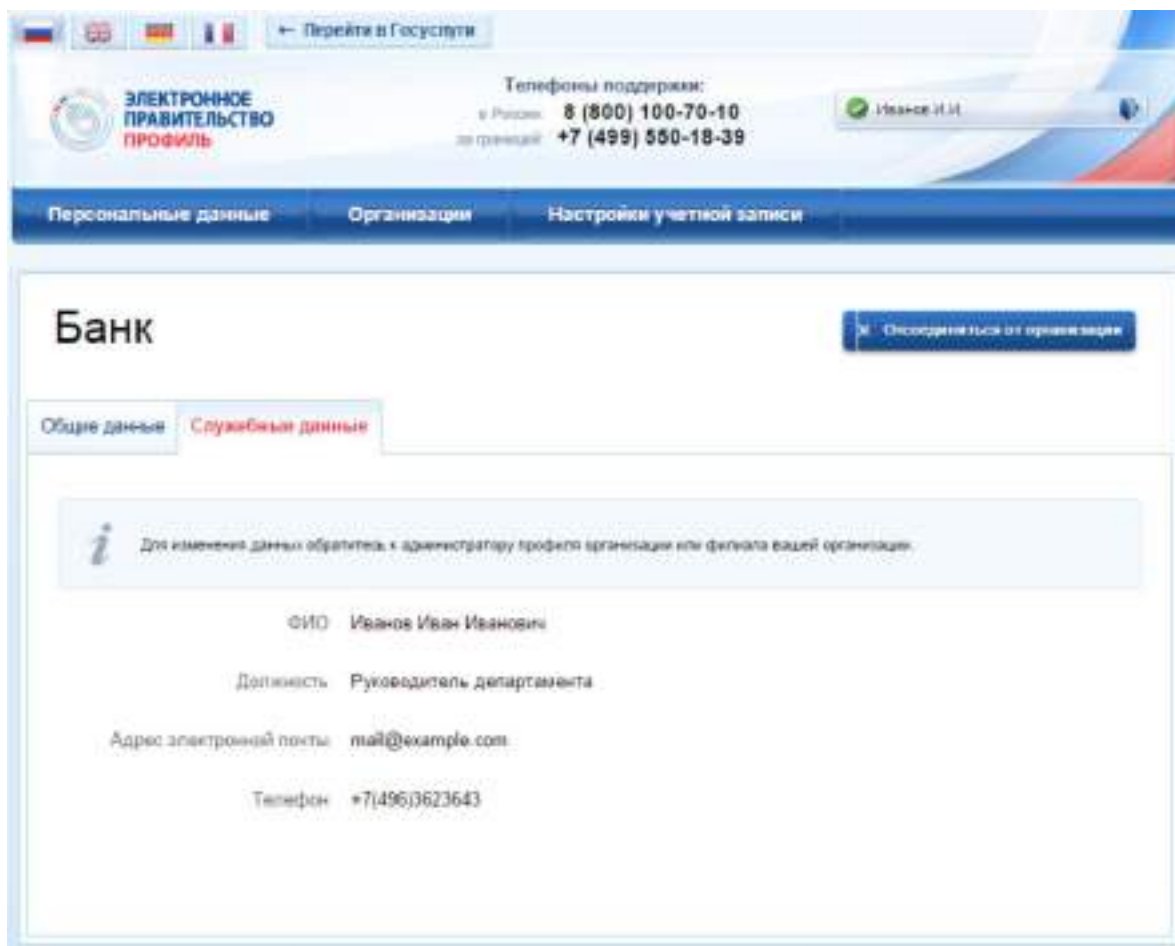 ← Перейти в Госуслуги
ЭЛЕКТРОННОЕ
ПРАВИТЕЛЬСТВО
ПРОФИЛЬ
Телефоны поддержки:
в России 8 (800) 100-70-10
за границей +7 (499) 550-18-39
Иванов И.И.
Персональные данные Организации Настройки учетной записи
Банк
Отсоединиться от организации
Общие данные Служебные данные
Для изменения данных обратитесь к администратору профиля организации или филиала вашей организации.
ФИО Иванов Иван Иванович
Должность Руководитель департамента
Адрес электронной почты mail@example.com
Телефон +7(496)3623643